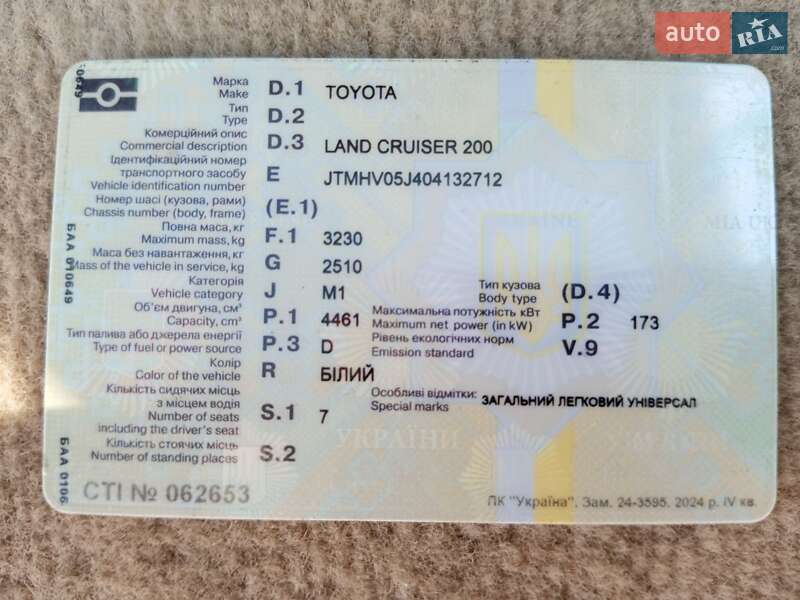 auto RIA .com
0649
Марка D.1 TOYOTA
Make
Тип D.2
Type
Комерційний опис D.3 LAND CRUISER 200
Commercial description
Ідентифікаційний номер
транспортного засобу E JTMHV05J404132712
Vehicle identification number
Номер шасі (кузова, рами) (E.1)
Chassis number (body, frame)
Повна маса, кг F.1 3230
Maximum mass, kg
Маса без навантаження, кг G 2510
Mass of the vehicle in service, kg
Категорія J M1 Тип кузова (D.4)
Vehicle category Body type
Об'єм двигуна, см³ P.1 4461 Максимальна потужність кВт P.2 173
Capacity, cm³ Maximum net power (in kW)
Тип палива або джерела енергії P.3 D Рівень екологічних норм V.9
Type of fuel or power source Emission standard
Колір R БІЛИЙ
Color of the vehicle
Кількість сидячих місць Особливі відмітки: ЗАГАЛЬНИЙ ЛЕГКОВИЙ УНІВЕРСАЛ
з місцем водія S.1 7 Special marks
Number of seats
including the driver's seat
Кількість стоячих місць S.2
Number of standing places
УКРАЇНИ
БАА 010649
БАА 0106
СТІ № 062653
ПК "Україна". Зам. 24-3595. 2024 р. IV кв.